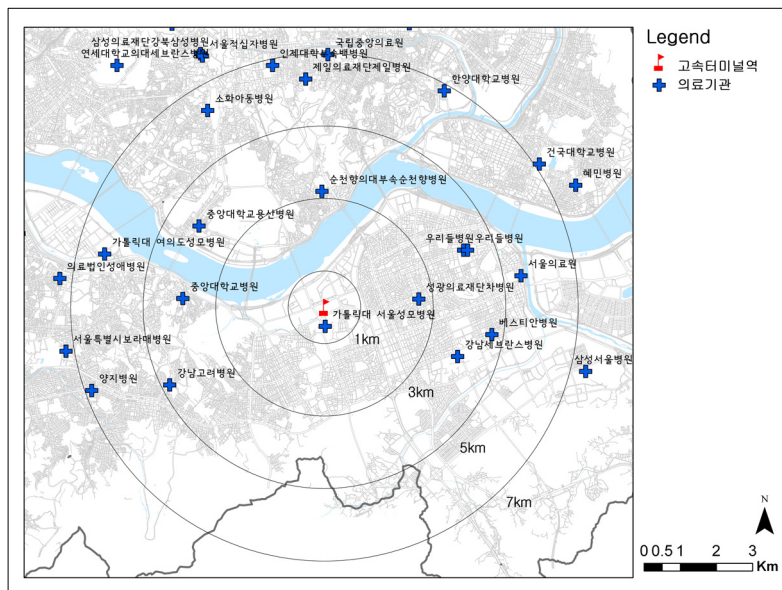 Legend
고속터미널역
의료기관
삼성의료재단강북삼성병원
서울적십자병원
국립중앙의료원
연세대학교의대세브란스병원
인제대학부속백병원
제일의료재단제일병원
한양대학교병원
소화아동병원
건국대학교병원
혜민병원
순천향의대부속순천향병원
중앙대학교용산병원
우리들병원
우리들병원
가톨릭대 여의도성모병원
의료법인성애병원
서울의료원
중앙대학교병원
성광의료재단차병원
가톨릭대 서울성모병원
베스티안병원
1km
강남세브란스병원
서울특별시보라매병원
삼성서울병원
강남고려병원
양지병원
3km
5km
7km
N
0 0.5 1 2 3
Km